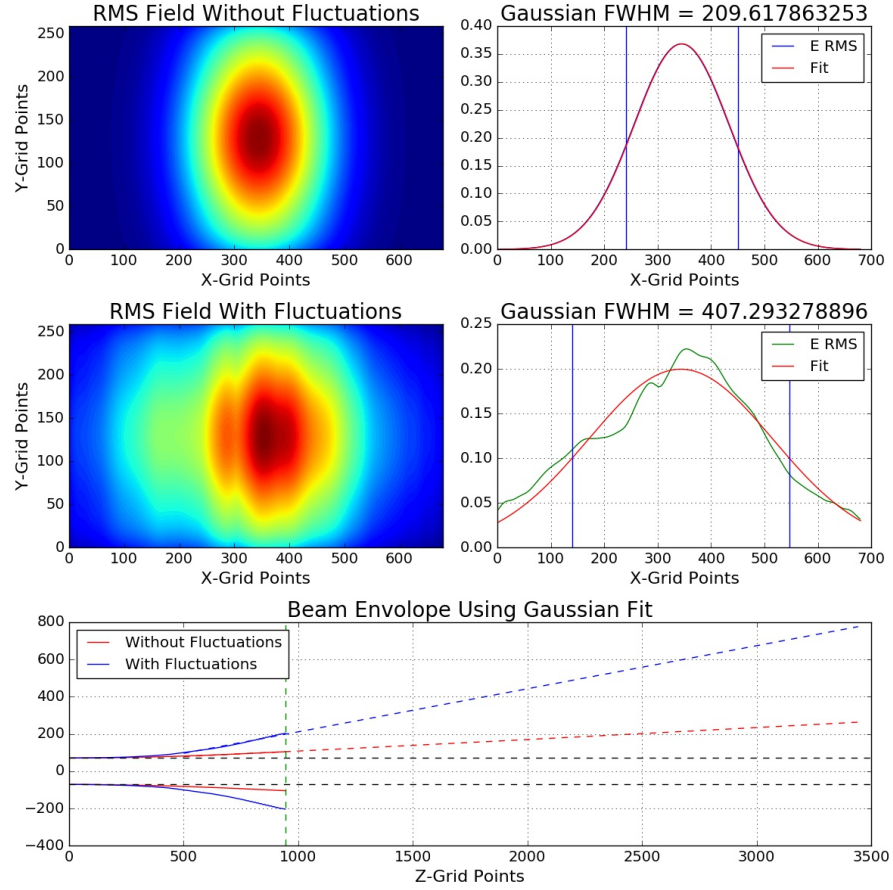 RMS Field Without Fluctuations
250
200
150
100
50
0
Y-Grid Points
0 100 200 300 400 500 600
X-Grid Points
Gaussian FWHM = 209.617863253
0.40
0.35
0.30
0.25
0.20
0.15
0.10
0.05
0.00
E RMS
Fit
0 100 200 300 400 500 600 700
X-Grid Points
RMS Field With Fluctuations
250
200
150
100
50
0
Y-Grid Points
0 100 200 300 400 500 600
X-Grid Points
Gaussian FWHM = 407.293278896
0.25
0.20
0.15
0.10
0.05
0.00
E RMS
Fit
0 100 200 300 400 500 600 700
X-Grid Points
Beam Envolope Using Gaussian Fit
800
600
400
200
0
−200
−400
Without Fluctuations
With Fluctuations
0 500 1000 1500 2000 2500 3000 3500
Z-Grid Points